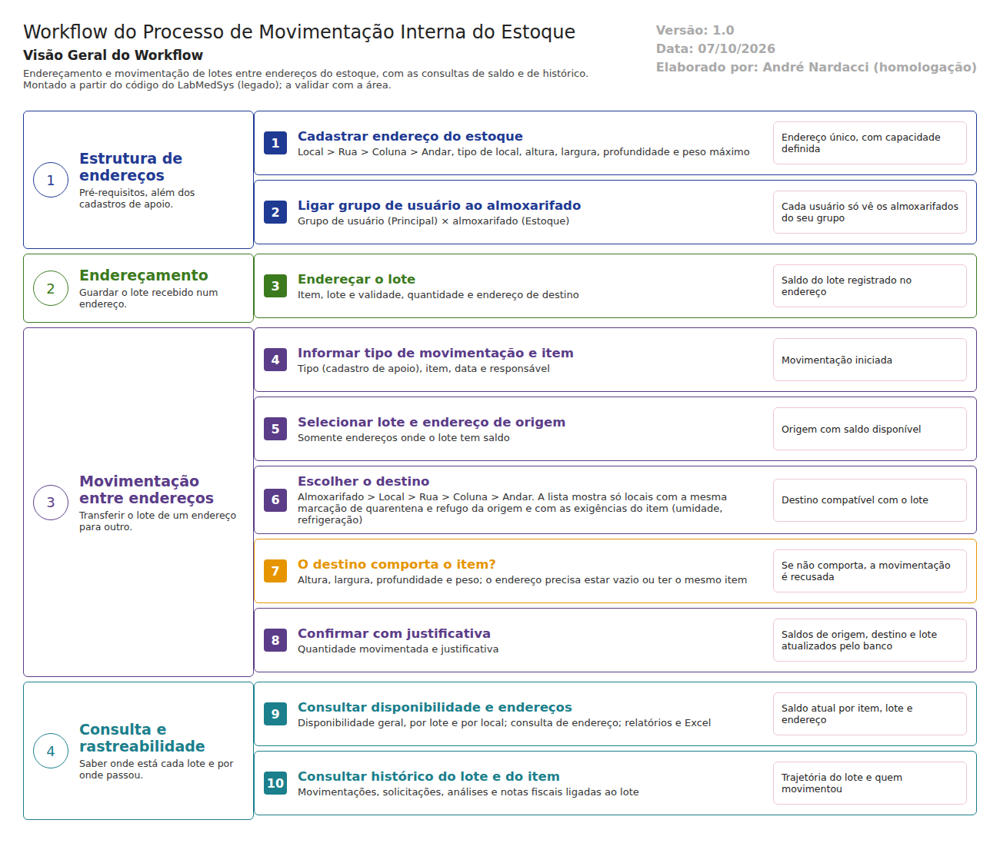 Workflow do Processo de Movimentação Interna do Estoque
Visão Geral do Workflow
Endereçamento e movimentação de lotes entre endereços do estoque, com as consultas de saldo e de histórico.
Montado a partir do código do LabMedSys (legado); a validar com a área.
Versão: 1.0
Data: 07/10/2026
Elaborado por: André Nardacci (homologação)
1
Estrutura de
endereços
Pré-requisitos, além dos
cadastros de apoio.
1
Cadastrar endereço do estoque
Local > Rua > Coluna > Andar, tipo de local, altura, largura, profundidade e peso máximo
Endereço único, com capacidade
definida
2
Ligar grupo de usuário ao almoxarifado
Grupo de usuário (Principal) × almoxarifado (Estoque)
Cada usuário só vê os almoxarifados
do seu grupo
2
Endereçamento
Guardar o lote recebido num
endereço.
3
Endereçar o lote
Item, lote e validade, quantidade e endereço de destino
Saldo do lote registrado no
endereço
3
Movimentação
entre endereços
Transferir o lote de um endereço
para outro.
4
Informar tipo de movimentação e item
Tipo (cadastro de apoio), item, data e responsável
Movimentação iniciada
5
Selecionar lote e endereço de origem
Somente endereços onde o lote tem saldo
Origem com saldo disponível
6
Escolher o destino
Almoxarifado > Local > Rua > Coluna > Andar. A lista mostra só locais com a mesma
marcação de quarentena e refugo da origem e com as exigências do item (umidade,
refrigeração)
Destino compatível com o lote
7
O destino comporta o item?
Altura, largura, profundidade e peso; o endereço precisa estar vazio ou ter o mesmo item
Se não comporta, a movimentação
é recusada
8
Confirmar com justificativa
Quantidade movimentada e justificativa
Saldos de origem, destino e lote
atualizados pelo banco
4
Consulta e
rastreabilidade
Saber onde está cada lote e por
onde passou.
9
Consultar disponibilidade e endereços
Disponibilidade geral, por lote e por local; consulta de endereço; relatórios e Excel
Saldo atual por item, lote e
endereço
10
Consultar histórico do lote e do item
Movimentações, solicitações, análises e notas fiscais ligadas ao lote
Trajetória do lote e quem
movimentou